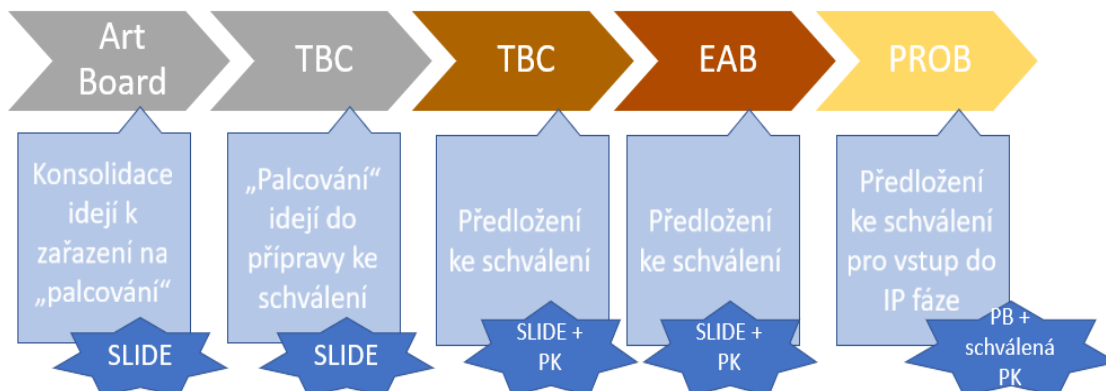 Art
Board
TBC
TBC
EAB
PROB
Konsolidace
idejí k
zařazení na
„palcování“
SLIDE
„Palcování“
idejí do
přípravy ke
schválení
SLIDE
Předložení
ke schválení
SLIDE +
PK
Předložení
ke schválení
SLIDE +
PK
Předložení
ke schválení
pro vstup do
IP fáze
PB +
schválená
PK